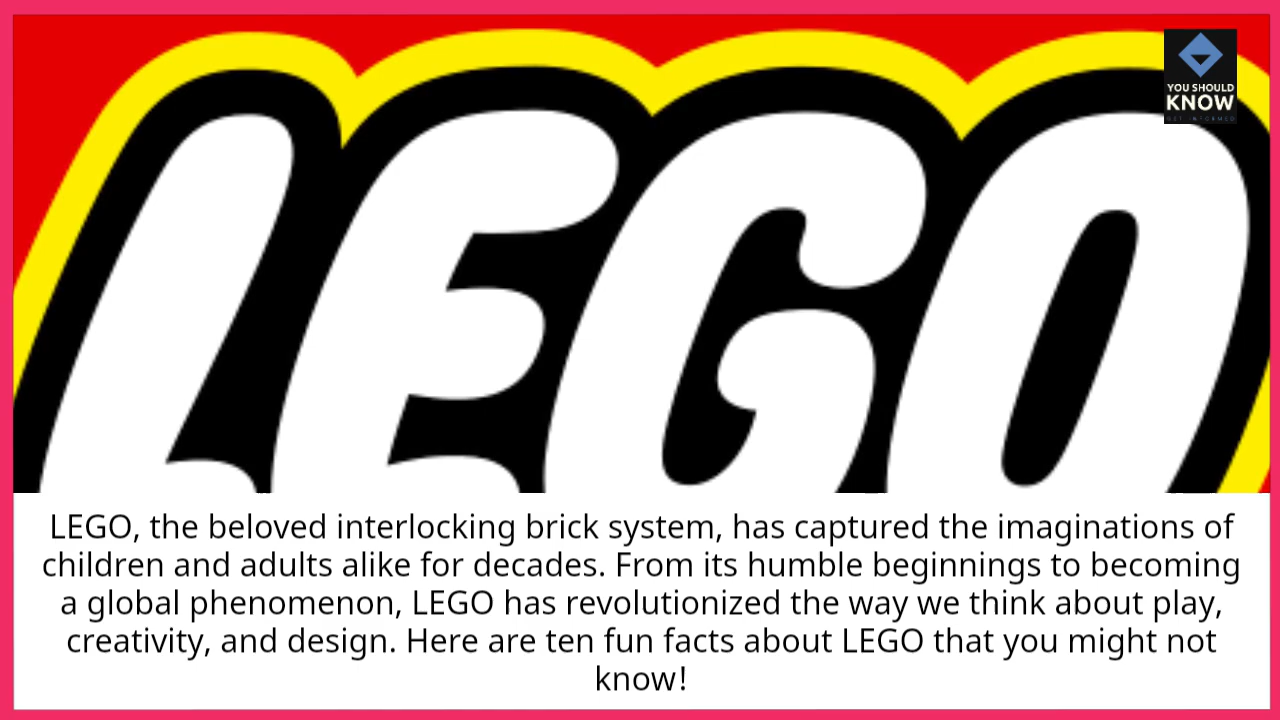 LEGO
YOU SHOULD
KNOW
GET INFORMED
LEGO, the beloved interlocking brick system, has captured the imaginations of
children and adults alike for decades. From its humble beginnings to becoming
a global phenomenon, LEGO has revolutionized the way we think about play,
creativity, and design. Here are ten fun facts about LEGO that you might not
know!